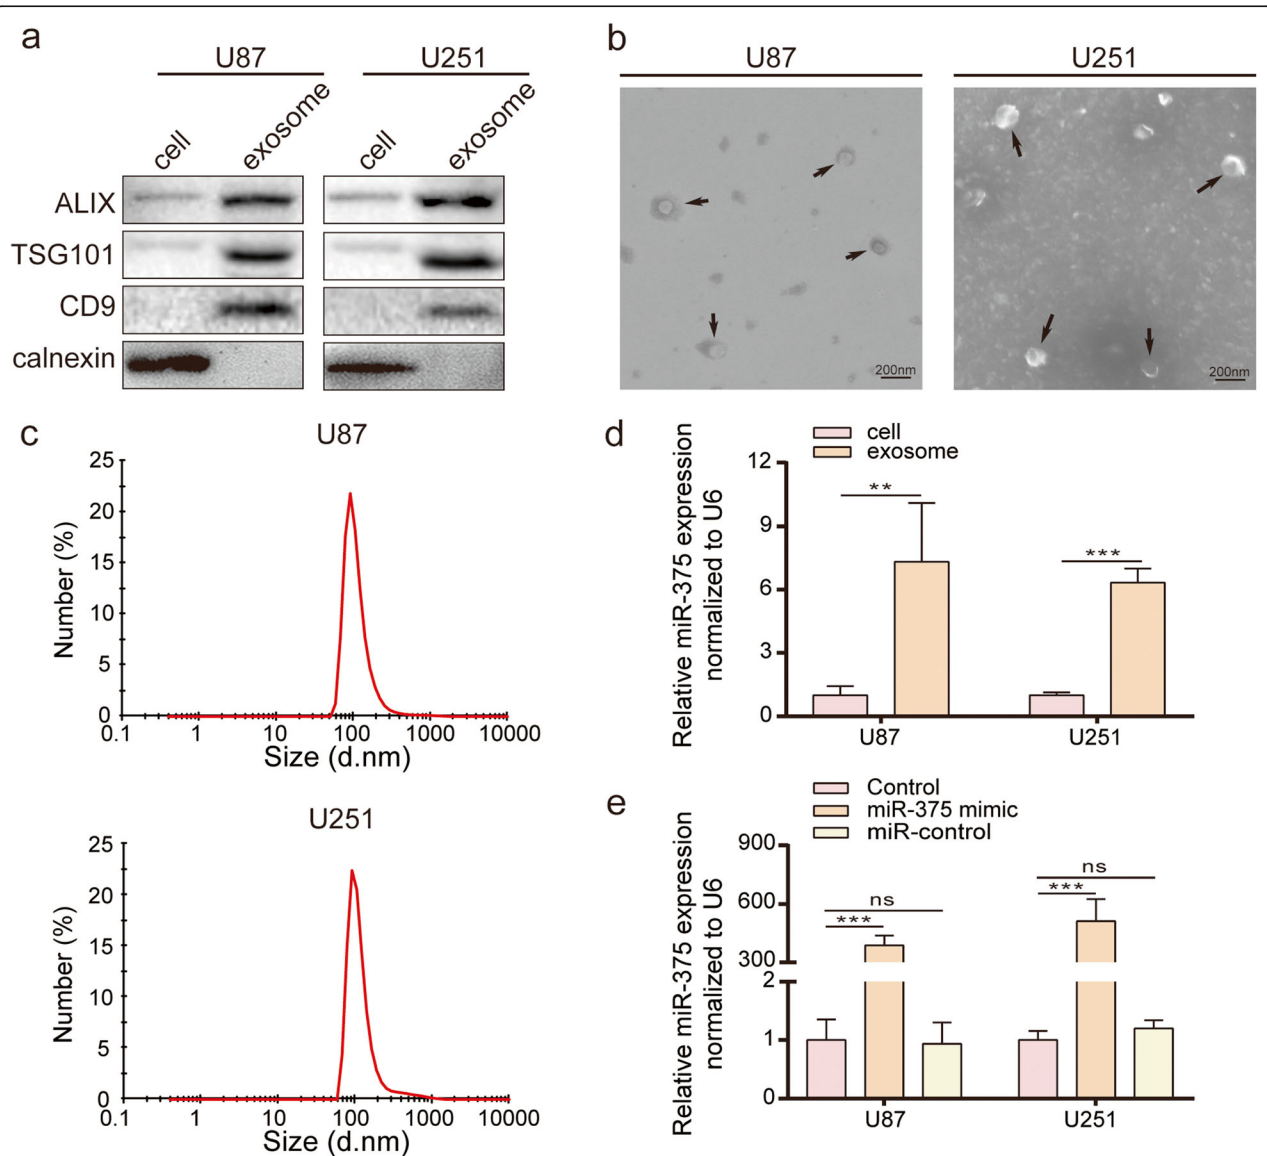 a
U87
U251
cell
exosome
cell
exosome
ALIX
TSG101
CD9
calnexin
b
U87
U251
200nm
200nm
c
U87
25
20
15
10
5
0
Number (%)
0.1 1 10 100 1000 10000
Size (d.nm)
U251
25
20
15
10
5
0
Number (%)
0.1 1 10 100 1000 10000
Size (d.nm)
d
cell
exosome
Relative miR-375 expression
normalized to U6
12
9
6
3
0
**
***
U87 U251
e
Control
miR-375 mimic
miR-control
Relative miR-375 expression
normalized to U6
900
600
300
2
1
0
ns
***
ns
***
U87 U251